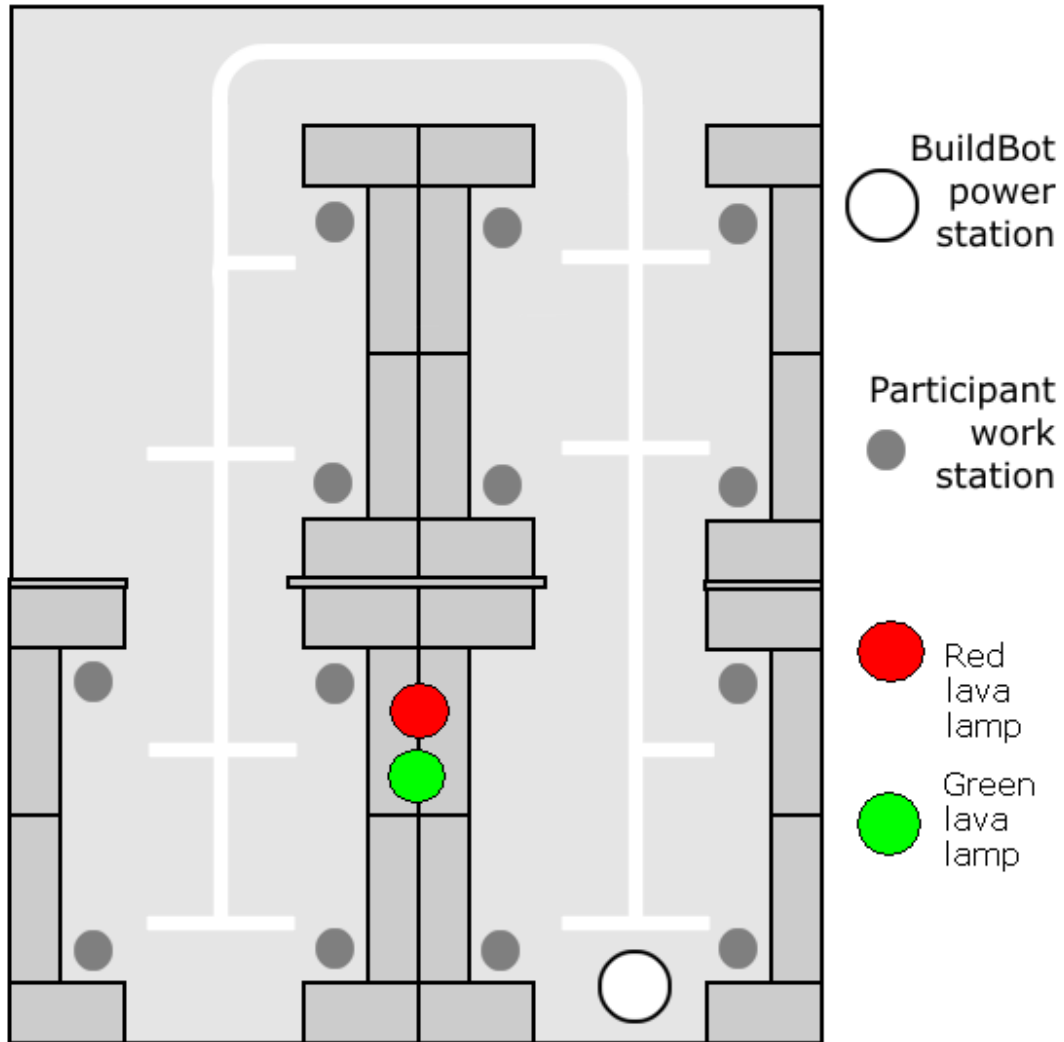 BuildBot
power
station
Participant
work
station
Red
lava
lamp
Green
lava
lamp